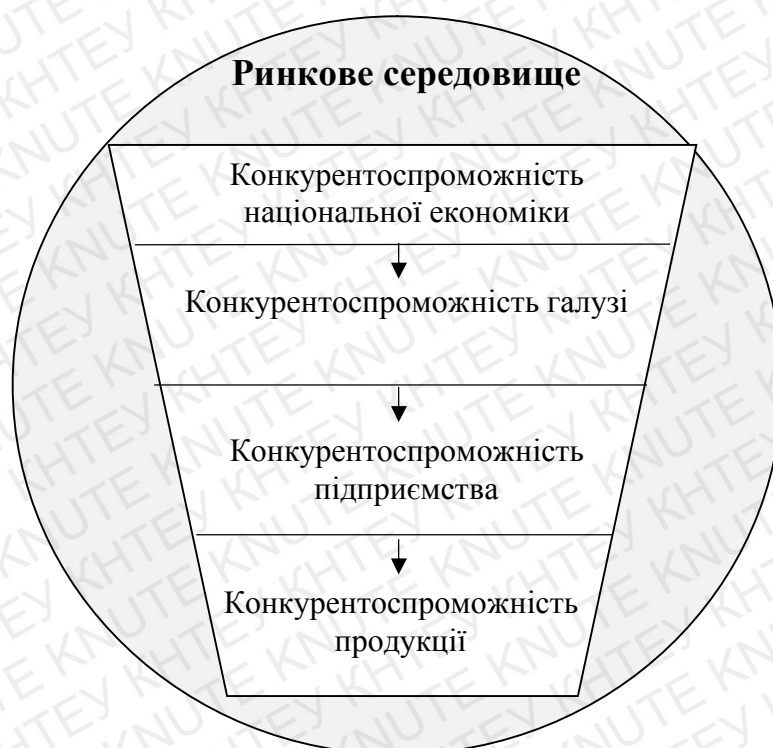 Ринкове середовище
Конкурентоспроможність
національної економіки
Конкурентоспроможність галузі
Конкурентоспроможність
підприємства
Конкурентоспроможність
продукції